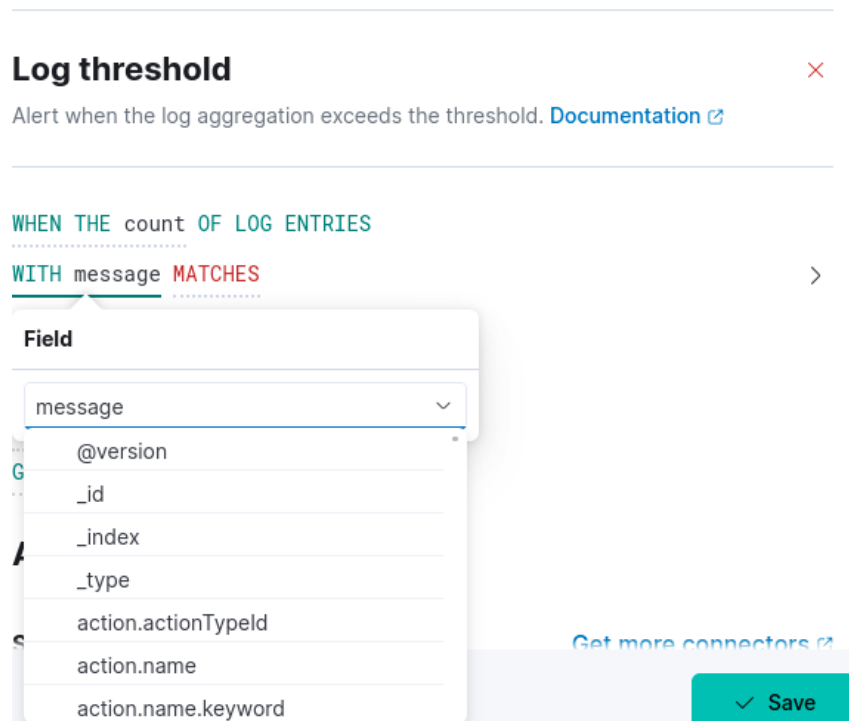 Log threshold
Alert when the log aggregation exceeds the threshold. Documentation
WHEN THE count OF LOG ENTRIES
WITH message MATCHES
Field
message
@version
_id
_index
_type
action.actionTypeId
action.name
action.name.keyword
G
A
S
Get more connectors
Save